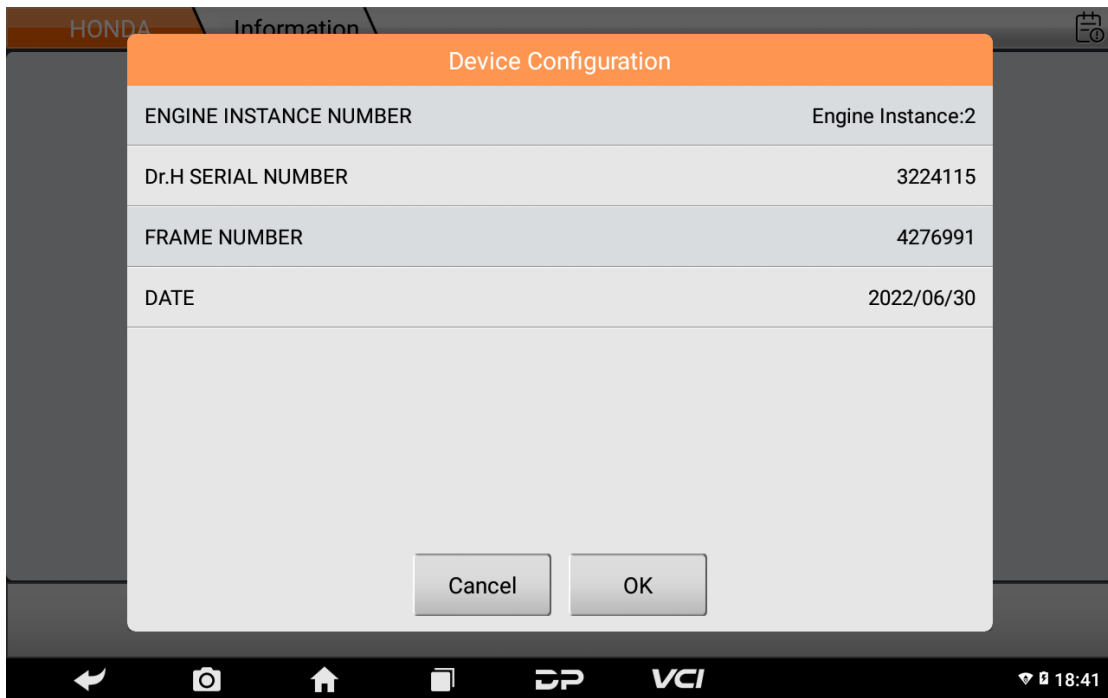 HONDA Information
Device Configuration
ENGINE INSTANCE NUMBER Engine Instance:2
Dr.H SERIAL NUMBER 3224115
FRAME NUMBER 4276991
DATE 2022/06/30
Cancel OK
DP VCI 18:41